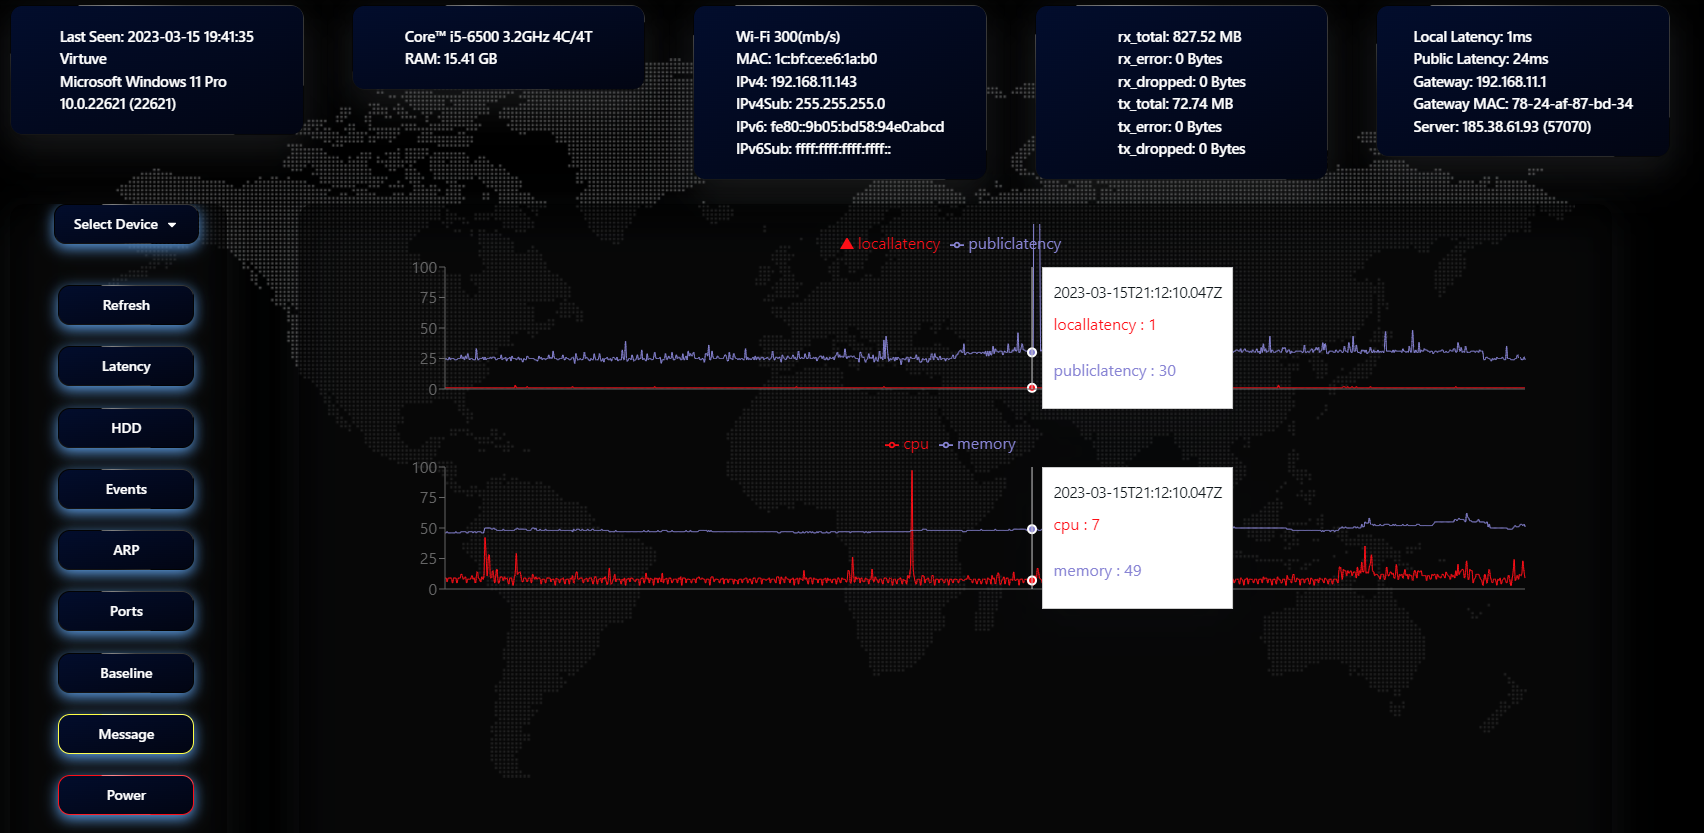 Last Seen: 2023-03-15 19:41:35
Virtuve
Microsoft Windows 11 Pro
10.0.22621 (22621)
Core™ i5-6500 3.2GHz 4C/4T
RAM: 15.41 GB
Wi-Fi 300(mb/s)
MAC: 1c:bf:ce:e6:1a:b0
IPv4: 192.168.11.143
IPv4Sub: 255.255.255.0
IPv6: fe80::9b05:bd58:94e0:abcd
IPv6Sub: ffff:ffff:ffff:ffff::
rx_total: 827.52 MB
rx_error: 0 Bytes
rx_dropped: 0 Bytes
tx_total: 72.74 MB
tx_error: 0 Bytes
tx_dropped: 0 Bytes
Local Latency: 1ms
Public Latency: 24ms
Gateway: 192.168.11.1
Gateway MAC: 78-24-af-87-bd-34
Server: 185.38.61.93 (57070)
Select Device
Refresh
Latency
HDD
Events
ARP
Ports
Baseline
Message
Power
locallatency publiclatency
100
75
50
25
0
2023-03-15T21:12:10.047Z
locallatency : 1
publiclatency : 30
cpu memory
100
75
50
25
0
2023-03-15T21:12:10.047Z
cpu : 7
memory : 49